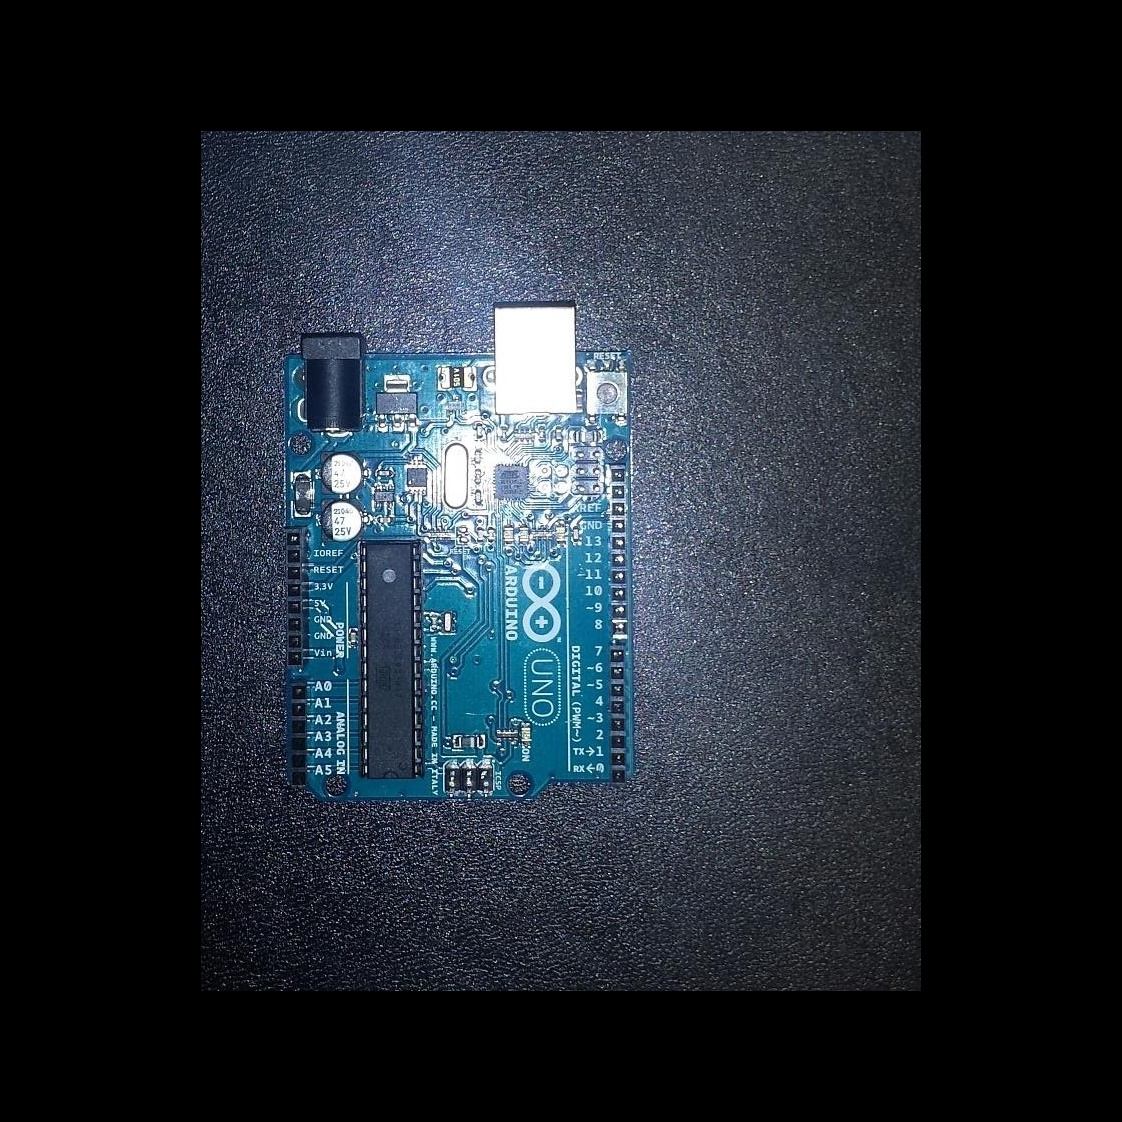 RESET
A105
47
25V
47
25V
IOREF
RESET
3.3V
5V
GND
GND
Vin
POWER
A0
A1
A2
A3
A4
A5
ANALOG IN
WWW.ARDUINO.CC - MADE IN ITALY
ICSP
ON
ARDUINO
UNO
DIGITAL (PWM~)
GND
13
12
~11
10
~9
8
7
~6
~5
4
~3
2
TX→1
RX←0